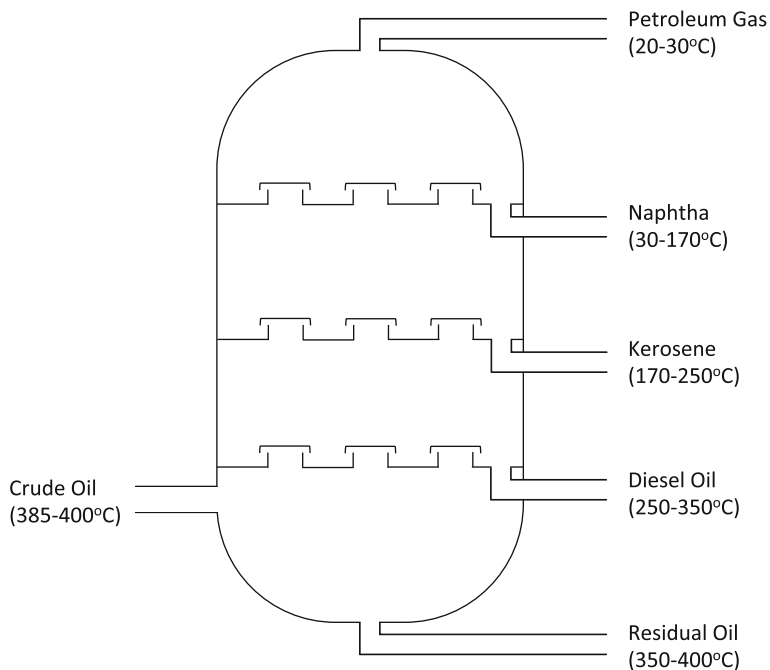 Petroleum Gas
(20-30°C)
Naphtha
(30-170°C)
Kerosene
(170-250°C)
Crude Oil
(385-400°C)
Diesel Oil
(250-350°C)
Residual Oil
(350-400°C)